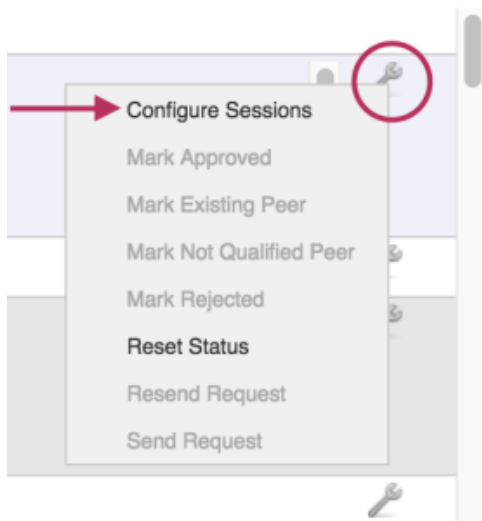 Configure Sessions
Mark Approved
Mark Existing Peer
Mark Not Qualified Peer
Mark Rejected
Reset Status
Resend Request
Send Request